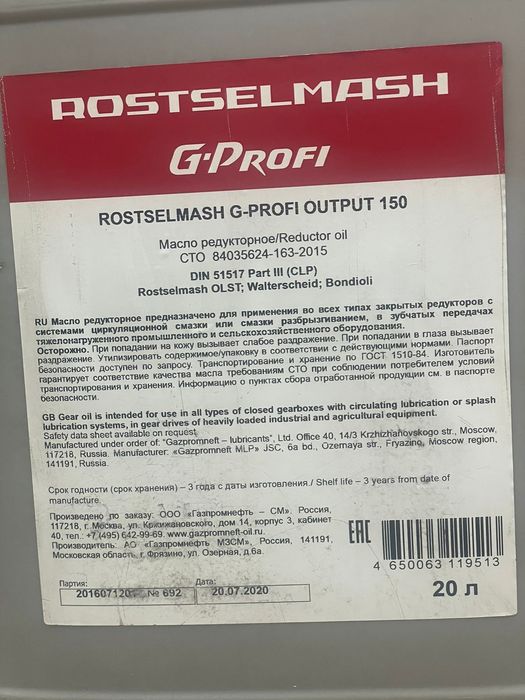 ROSTSELMASH
G-PROFI
ROSTSELMASH G-PROFI OUTPUT 150
Масло редукторное/Reductor oil
СТО 84035624-163-2015
DIN 51517 Part III (CLP)
Rostselmash OLST; Walterscheid; Bondioli
RU Масло редукторное предназначено для применения во всех типах закрытых редукторов с
системами циркуляционной смазки или смазки разбрызгиванием, в зубчатых передачах
тяжелонагруженного промышленного и сельскохозяйственного оборудования.
Осторожно. При попадании на кожу вызывает слабое раздражение. При попадании в глаза вызывает
раздражение. Утилизировать содержимое/упаковку в соответствии с действующими нормами. Паспорт
безопасности доступен по запросу. Транспортирование и хранение по ГОСТ 1510-84. Изготовитель
гарантирует соответствие качества масла требованиям СТО при соблюдении потребителем условий
транспортирования и хранения. Информацию о пунктах сбора отработанной продукции см. в паспорте
безопасности.
GB Gear oil is intended for use in all types of closed gearboxes with circulating lubrication or splash
lubrication systems, in gear drives of heavily loaded industrial and agricultural equipment.
Safety data sheet available on request.
Manufactured under order of: "Gazpromneft – lubricants", Ltd. Office 40, 14/3 Krzhizhanovskogo str., Moscow,
117218, Russia. Manufacturer: «Gazpromneft MLP» JSC, 6a bd., Ozernaya str., Fryazino, Moscow region,
141191, Russia.
Срок годности (срок хранения) – 3 года с даты изготовления / Shelf life – 3 years from date of
manufacture.
Произведено по заказу: ООО «Газпромнефть – СМ». Россия,
117218, г. Москва, ул. Кржижановского, дом 14, корпус 3, кабинет
40, тел.: +7(495) 642-99-69. www.gazpromneft-oil.ru.
Производитель: АО «Газпромнефть МЗСМ», Россия, 141191,
Московская область, г. Фрязино, ул. Озерная, д.6а.
EAC
4 650063 119513
Партия: Дата:
№ 692 20.07.2020
20 л